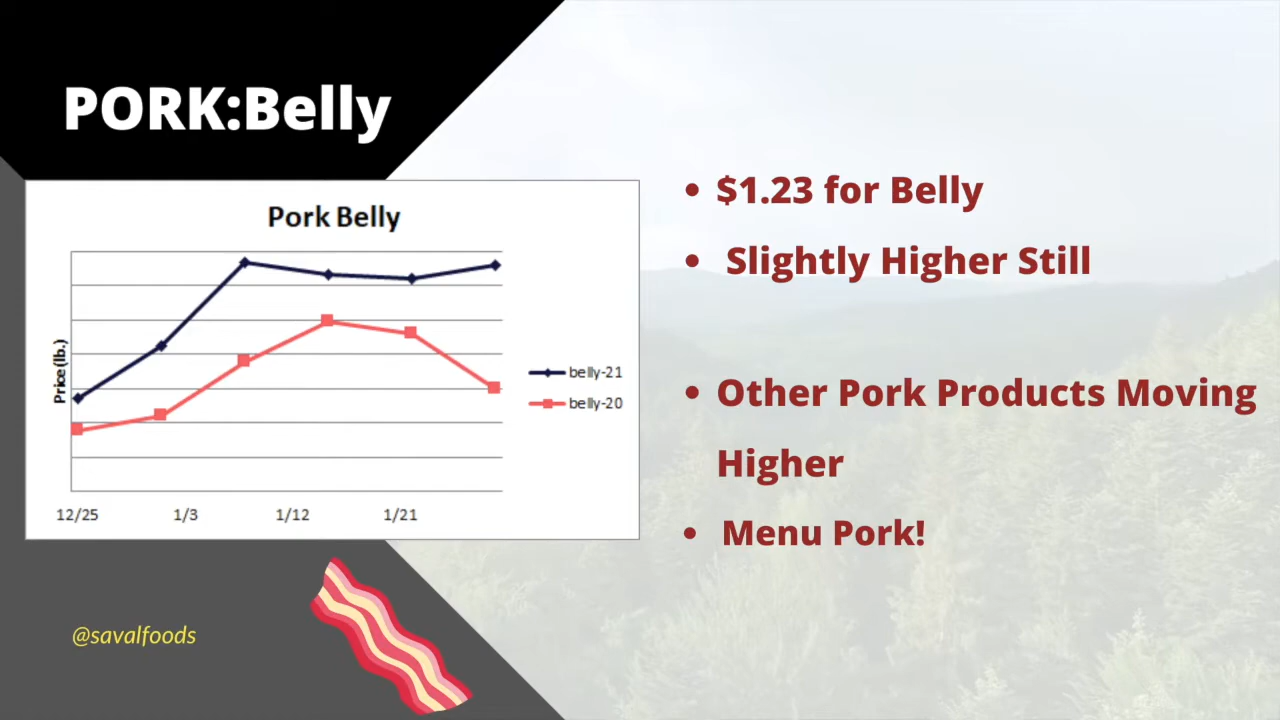 PORK:Belly
Pork Belly
Price (lb.)
belly-21
belly-20
12/25 1/3 1/12 1/21
• $1.23 for Belly
• Slightly Higher Still
• Other Pork Products Moving
Higher
• Menu Pork!
@savalfoods